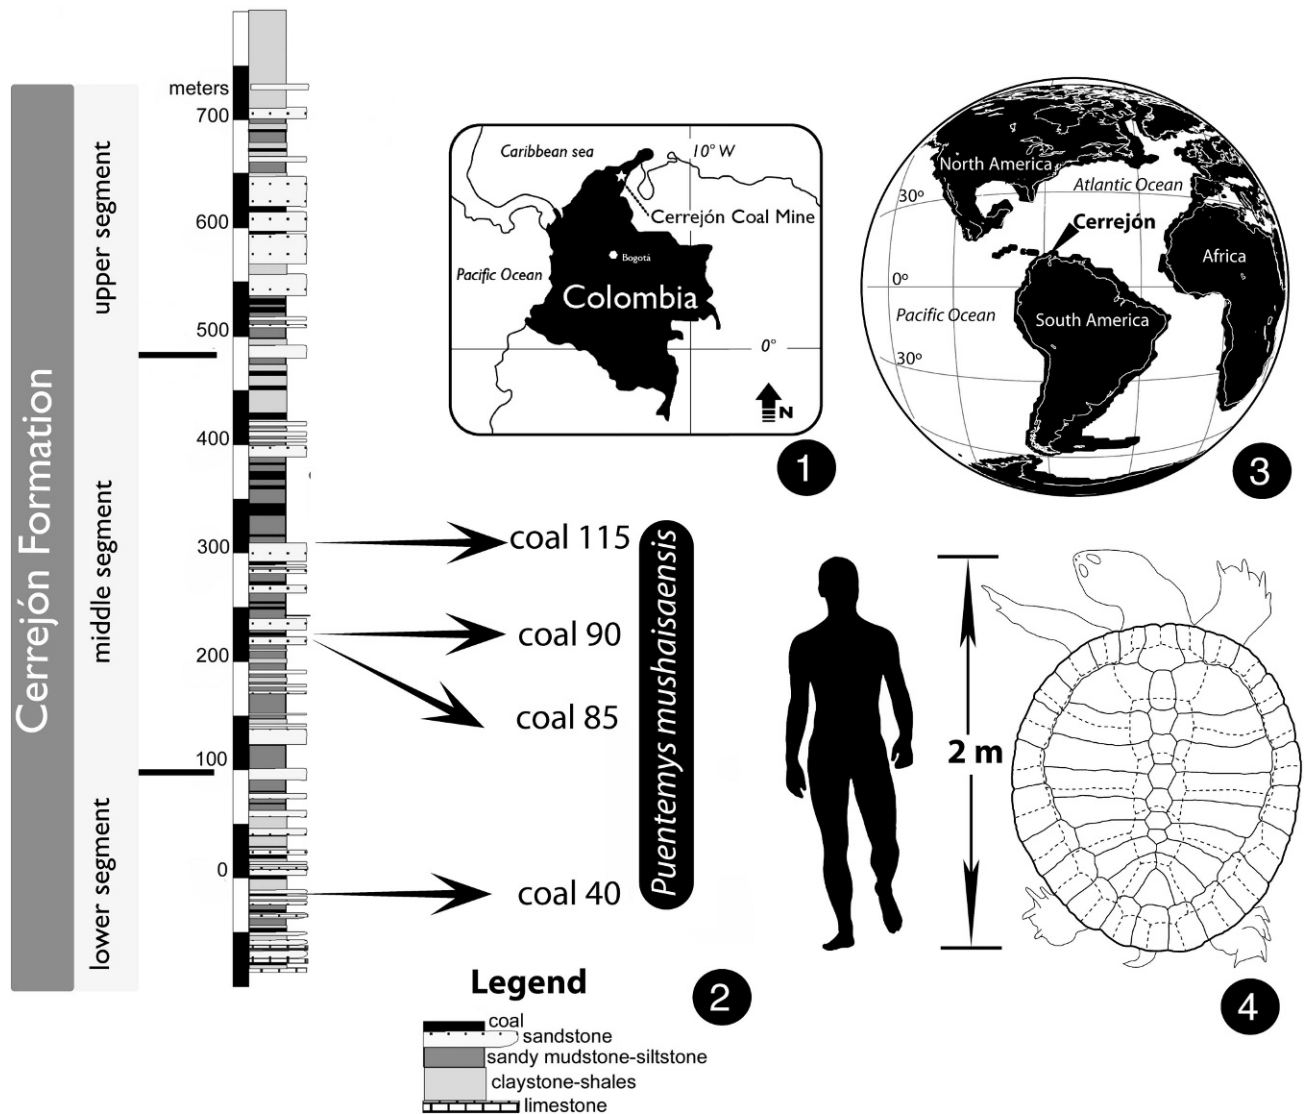 Cerrejón Formation
upper segment
middle segment
lower segment
meters
700
600
500
400
300
200
100
0
coal 115
coal 90
coal 85
coal 40
Puentemys mushaisaensis
2
Legend
coal
sandstone
sandy mudstone-siltstone
claystone-shales
limestone
Caribbean sea
10° W
Cerrejón Coal Mine
Pacific Ocean
Bogotá
Colombia
0°
N
1
North America
Atlantic Ocean
30°
Cerrejón
Africa
0°
Pacific Ocean
South America
30°
3
2 m
4